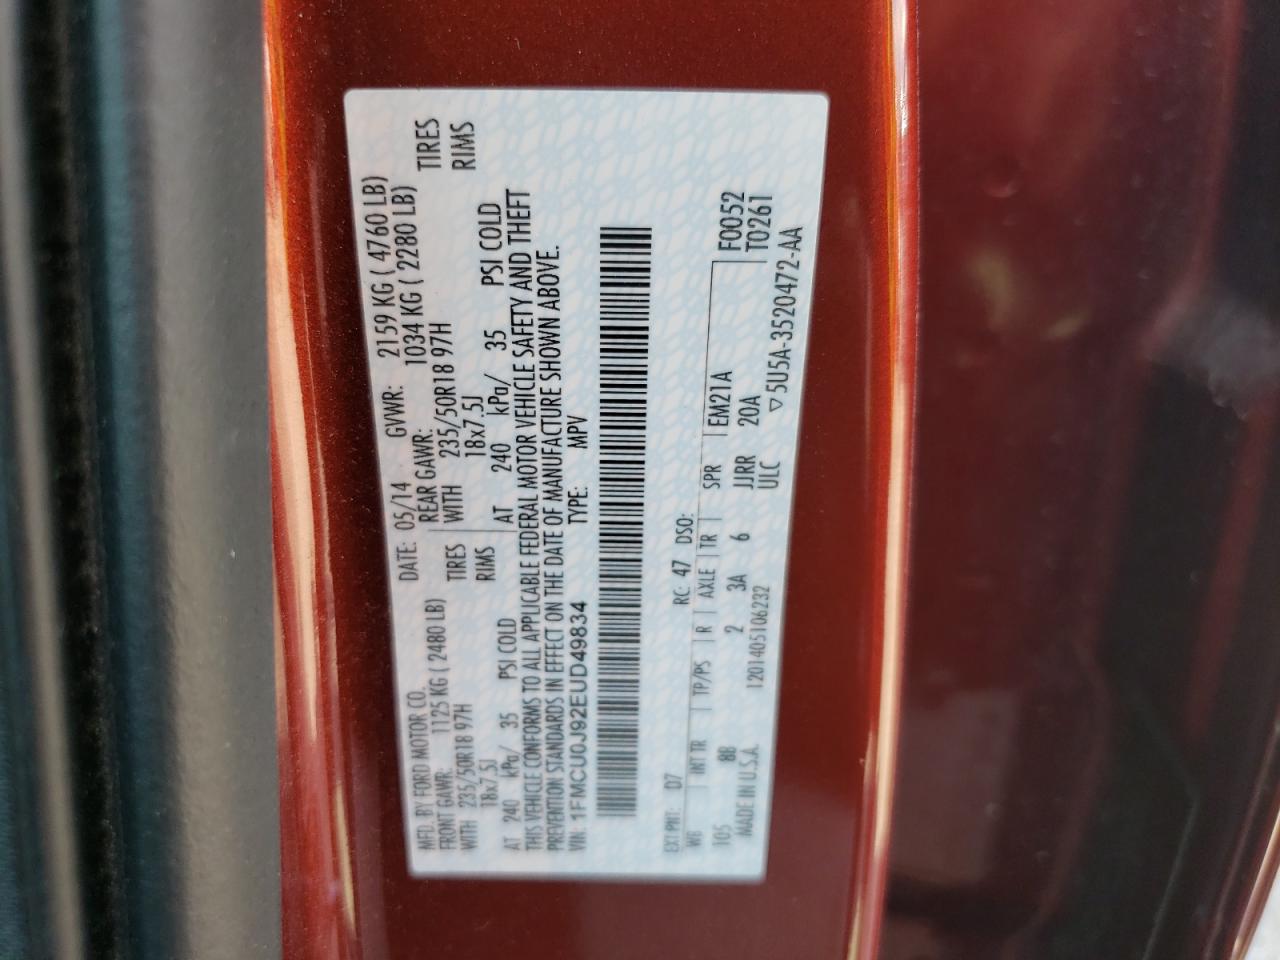 MFD. BY FORD MOTOR CO.
DATE: 05/14 GVWR: 2159 KG ( 4760 LB)
FRONT GAWR: 1125 KG ( 2480 LB) REAR GAWR: 1034 KG ( 2280 LB)
WITH 235/50R18 97H TIRES WITH 235/50R18 97H TIRES
18x7.5J RIMS 18x7.5J RIMS
AT 240 kPa/ 35 PSI COLD AT 240 kPa/ 35 PSI COLD
THIS VEHICLE CONFORMS TO ALL APPLICABLE FEDERAL MOTOR VEHICLE SAFETY AND THEFT
PREVENTION STANDARDS IN EFFECT ON THE DATE OF MANUFACTURE SHOWN ABOVE.
VIN: 1FMCU0J92EUD49834 TYPE: MPV
EXT PNT: D7 RC: 47 DSO:
WB INT TR TP/PS R AXLE TR SPR EM21A F0052
105 8B 2 3A 6 JJRR 20A T0261
MADE IN U.S.A. 1201405106232 ULC ▽5U5A-3520472-AA